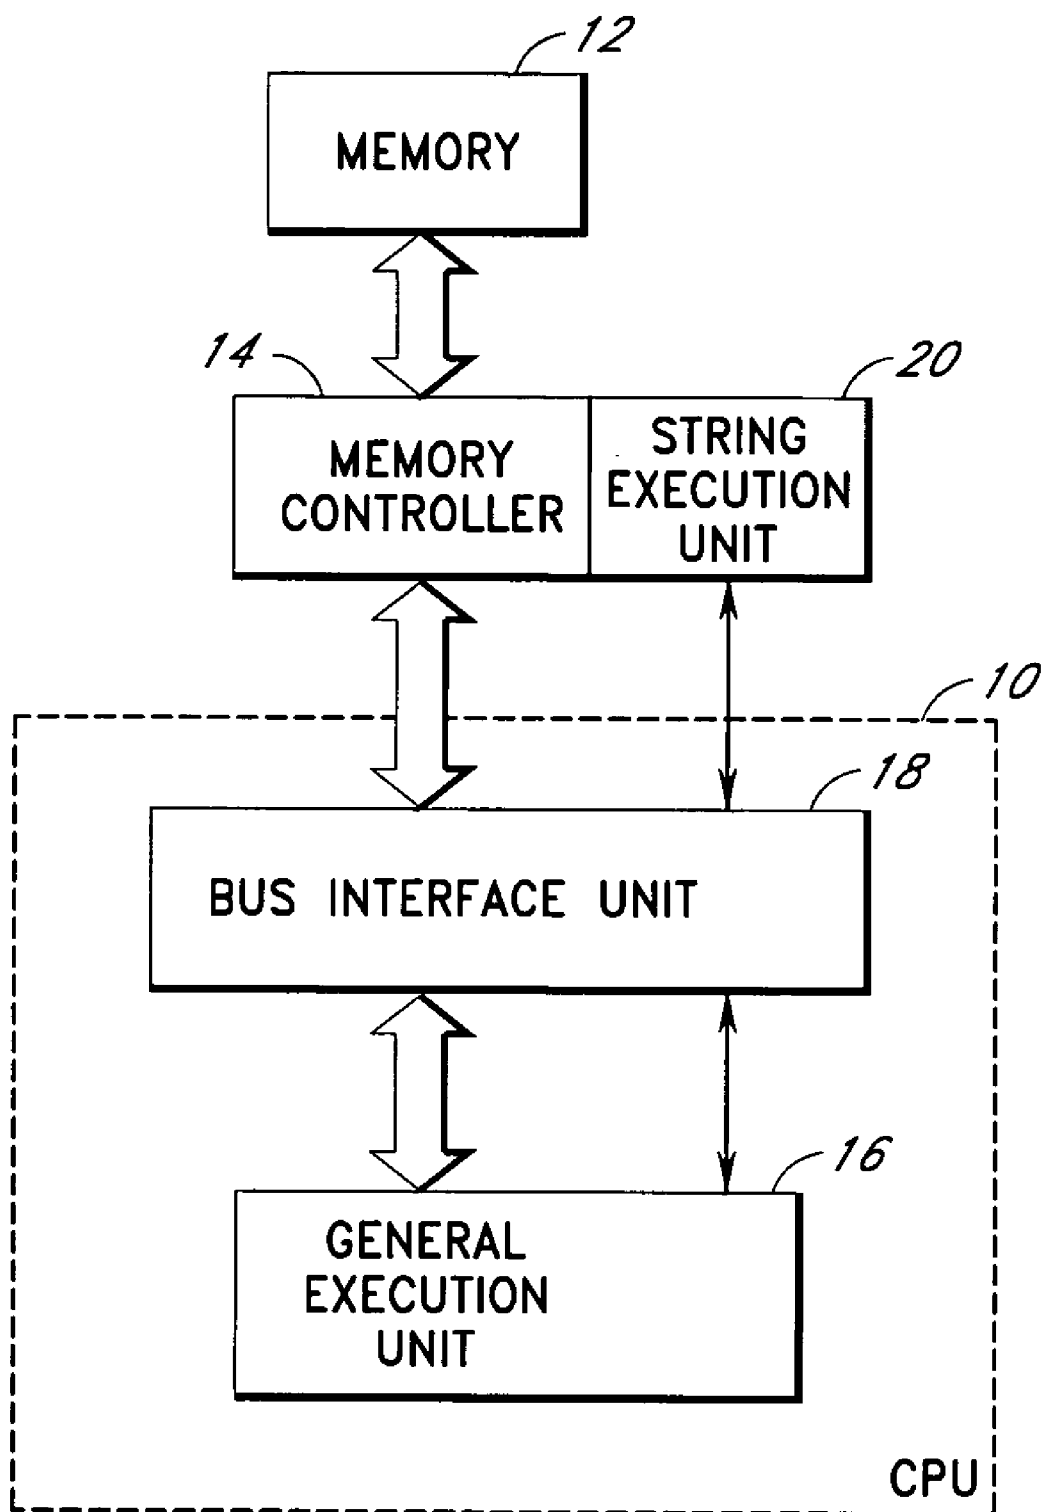 12
MEMORY
14
20
MEMORY
CONTROLLER
STRING
EXECUTION
UNIT
10
18
BUS INTERFACE UNIT
16
GENERAL
EXECUTION
UNIT
CPU